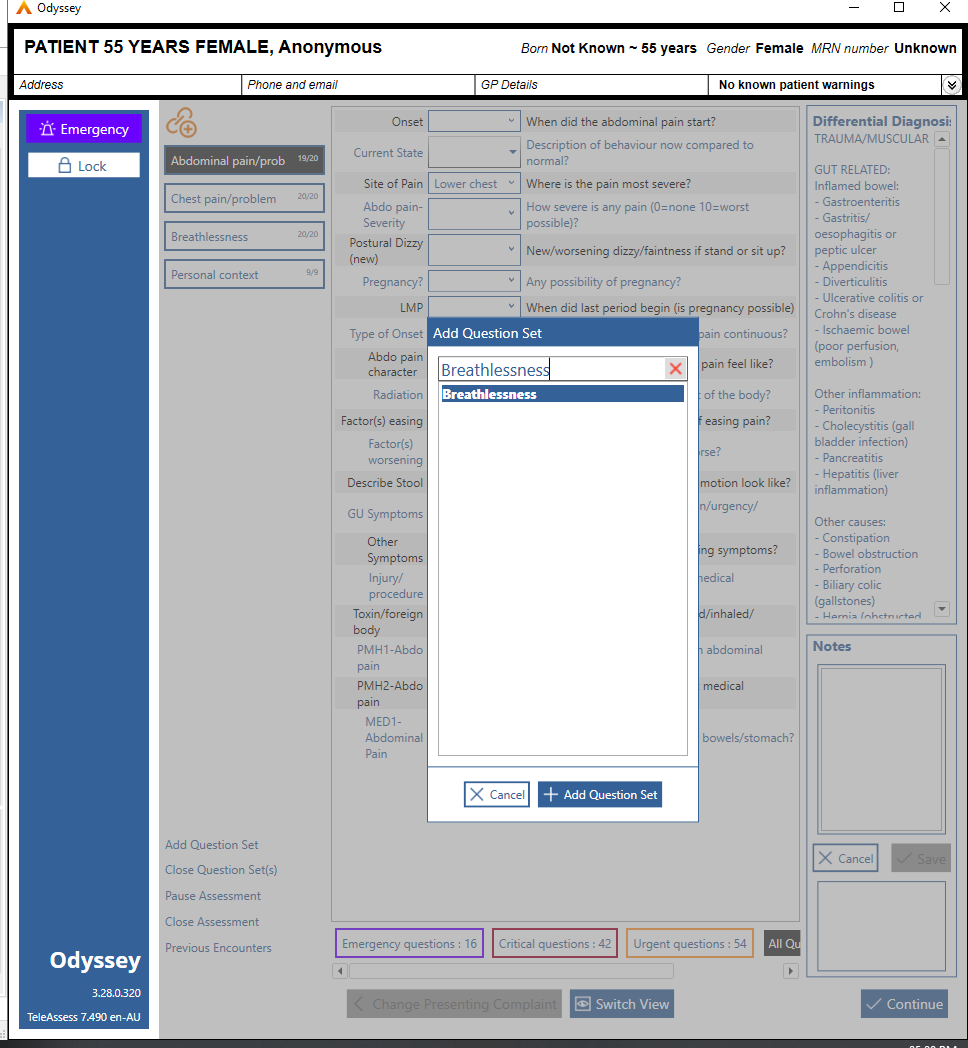 Odyssey
PATIENT 55 YEARS FEMALE, Anonymous
Born Not Known ~ 55 years Gender Female MRN number Unknown
Address
Phone and email
GP Details
No known patient warnings
Emergency
Lock
Abdominal pain/prob 19/20
Chest pain/problem 20/20
Breathlessness 20/20
Personal context 9/9
Add Question Set
Close Question Set(s)
Pause Assessment
Close Assessment
Previous Encounters
Odyssey
3.28.0.320
TeleAssess 7.490 en-AU
Onset When did the abdominal pain start?
Current State Description of behaviour now compared to
normal?
Site of Pain Lower chest Where is the pain most severe?
Abdo pain-
Severity
How severe is any pain (0=none 10=worst
possible)?
Postural Dizzy
(new)
New/worsening dizzy/faintness if stand or sit up?
Pregnancy? Any possibility of pregnancy?
LMP When did last period begin (is pregnancy possible)
Type of Onset pain continuous?
Abdo pain
character
pain feel like?
Radiation of the body?
Factor(s) easing f easing pain?
Factor(s)
worsening
rse?
Describe Stool motion look like?
GU Symptoms n/urgency/
Other
Symptoms
ing symptoms?
Injury/
procedure
nedical
Toxin/foreign
body
d/inhaled/
PMH1-Abdo
pain
n abdominal
PMH2-Abdo
pain
medical
MED1-
Abdominal
Pain
bowels/stomach?
Add Question Set
Breathlessness
Breathlessness
Cancel
Add Question Set
Emergency questions : 16
Critical questions : 42
Urgent questions : 54
All Qu
Change Presenting Complaint
Switch View
Continue
Differential Diagnosi
TRAUMA/MUSCULAR
GUT RELATED:
Inflamed bowel:
- Gastroenteritis
- Gastritis/
oesophagitis or
peptic ulcer
- Appendicitis
- Diverticulitis
- Ulcerative colitis or
Crohn's disease
- Ischaemic bowel
(poor perfusion,
embolism )
Other inflammation:
- Peritonitis
- Cholecystitis (gall
bladder infection)
- Pancreatitis
- Hepatitis (liver
inflammation)
Other causes:
- Constipation
- Bowel obstruction
- Perforation
- Biliary colic
(gallstones)
- Hernia (obstructed
Notes
Cancel
Save